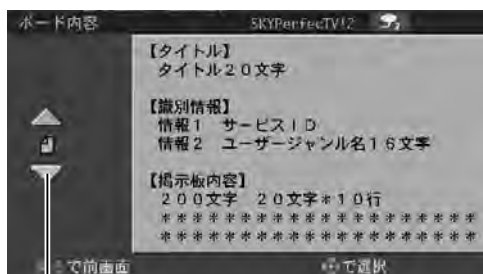 ボード内容 SKYPerfecTV!2
【タイトル】
タイトル20文字
【識別情報】
情報1 サービスID
情報2 ユーザージャンル名16文字
【掲示板内容】
200文字 20文字*10行
********************
********************
で前画面 で選択